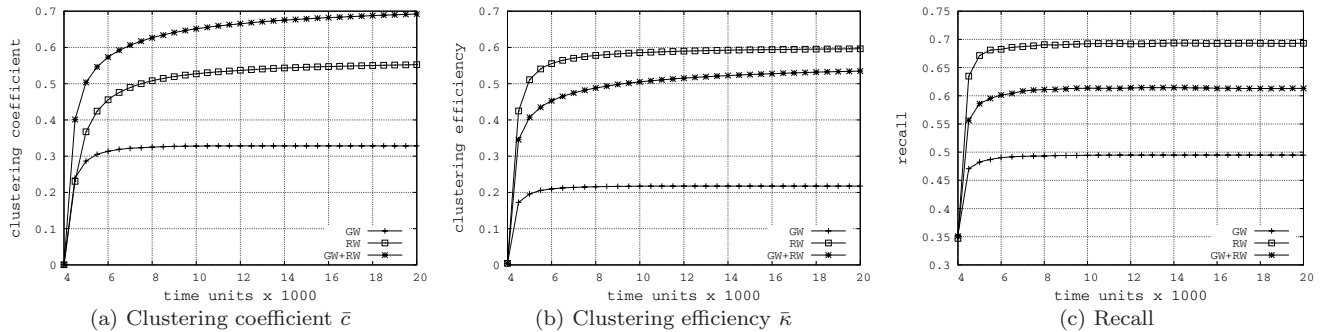 0.7
0.6
0.5
0.4
0.3
0.2
0.1
0
clustering coefficient
4 6 8 10 12 14 16 18 20
time units x 1000
GW
RW
GW+RW
(a) Clustering coefficient c̄
0.7
0.6
0.5
0.4
0.3
0.2
0.1
0
clustering efficiency
4 6 8 10 12 14 16 18 20
time units x 1000
GW
RW
GW+RW
(b) Clustering efficiency κ̄
0.75
0.7
0.65
0.6
0.55
0.5
0.45
0.4
0.35
0.3
recall
4 6 8 10 12 14 16 18 20
time units x 1000
GW
RW
GW+RW
(c) Recall